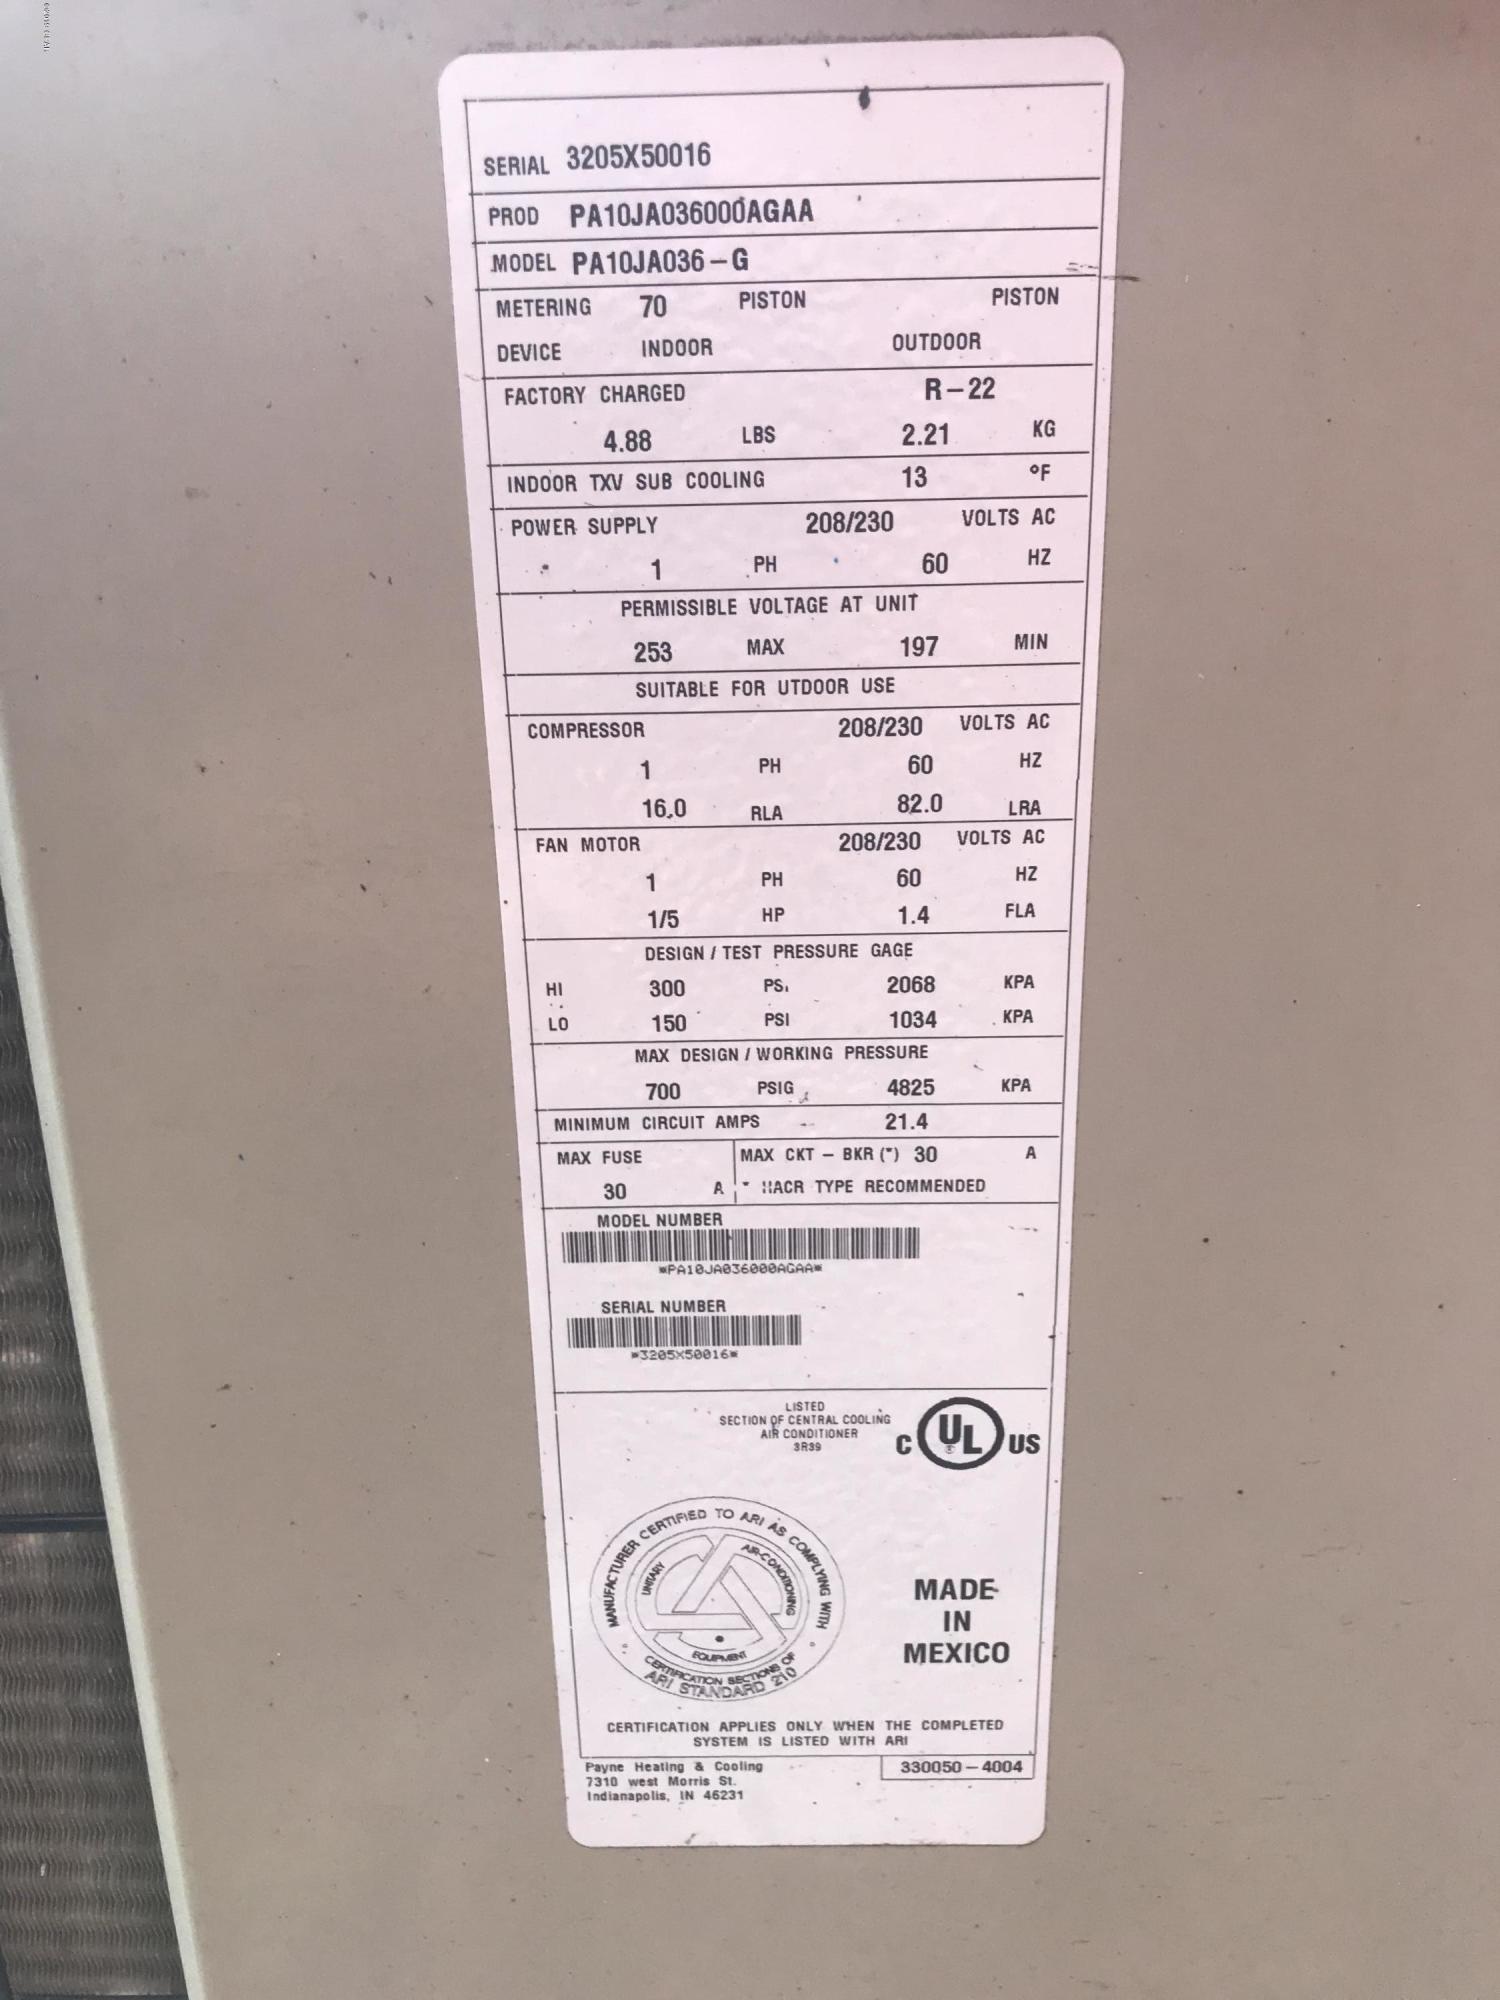 SERIAL 3205X50016
PROD PA10JA036000AGAA
MODEL PA10JA036-G
METERING 70 PISTON PISTON
DEVICE INDOOR OUTDOOR
FACTORY CHARGED R-22
4.88 LBS 2.21 KG
INDOOR TXV SUB COOLING 13 °F
POWER SUPPLY 208/230 VOLTS AC
1 PH 60 HZ
PERMISSIBLE VOLTAGE AT UNIT
253 MAX 197 MIN
SUITABLE FOR UTDOOR USE
COMPRESSOR 208/230 VOLTS AC
1 PH 60 HZ
16.0 RLA 82.0 LRA
FAN MOTOR 208/230 VOLTS AC
1 PH 60 HZ
1/5 HP 1.4 FLA
DESIGN / TEST PRESSURE GAGE
HI 300 PSI 2068 KPA
LO 150 PSI 1034 KPA
MAX DESIGN / WORKING PRESSURE
700 PSIG 4825 KPA
MINIMUM CIRCUIT AMPS 21.4
MAX FUSE MAX CKT - BKR (*) 30 A
30 A * HACR TYPE RECOMMENDED
MODEL NUMBER
*PA10JA036000AGAA*
SERIAL NUMBER
*3205X50016*
LISTED
SECTION OF CENTRAL COOLING
AIR CONDITIONER
3R39
C UL ® US
MANUFACTURER CERTIFIED TO ARI AS COMPLYING WITH
UNITARY AIR-CONDITIONING
EQUIPMENT
CERTIFICATION SECTIONS OF
ARI STANDARD 210
MADE
IN
MEXICO
CERTIFICATION APPLIES ONLY WHEN THE COMPLETED
SYSTEM IS LISTED WITH ARI
Payne Heating & Cooling 330050-4004
7310 west Morris St.
Indianapolis, IN 46231